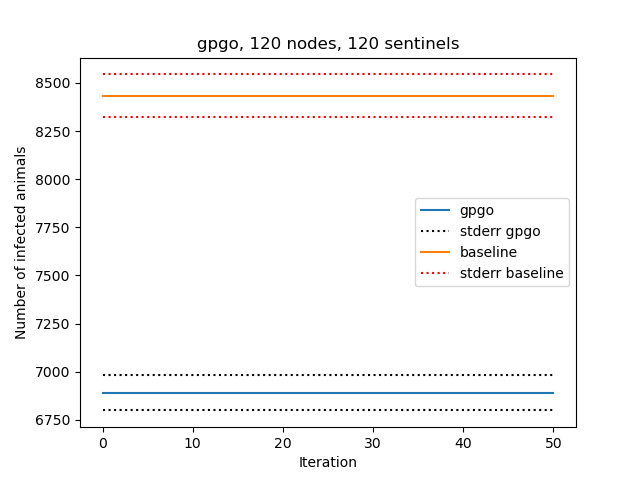 gpgo, 120 nodes, 120 sentinels
8500
8250
8000
7750
7500
7250
7000
6750
Number of infected animals
gpgo
stderr gpgo
baseline
stderr baseline
0 10 20 30 40 50
Iteration